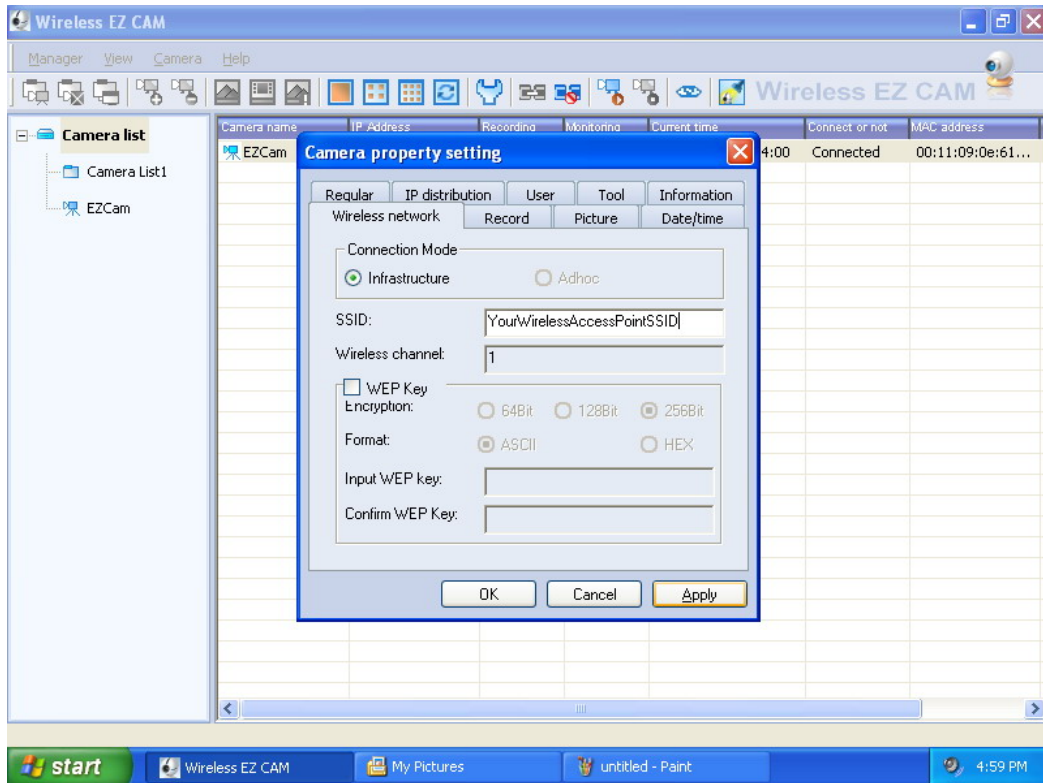 Wireless EZ CAM
Manager View Camera Help
Wireless EZ CAM
Camera list
Camera List1
EZCam
Camera name IP Address Recording Monitoring Current time Connect or not MAC address
EZCam 4:00 Connected 00:11:09:0e:61...
Camera property setting
Regular IP distribution User Tool Information
Wireless network Record Picture Date/time
Connection Mode
Infrastructure Adhoc
SSID: YourWirelessAccessPointSSID
Wireless channel: 1
WEP Key
Encryption: 64Bit 128Bit 256Bit
Format: ASCII HEX
Input WEP key:
Confirm WEP Key:
OK Cancel Apply
start Wireless EZ CAM My Pictures untitled - Paint 4:59 PM